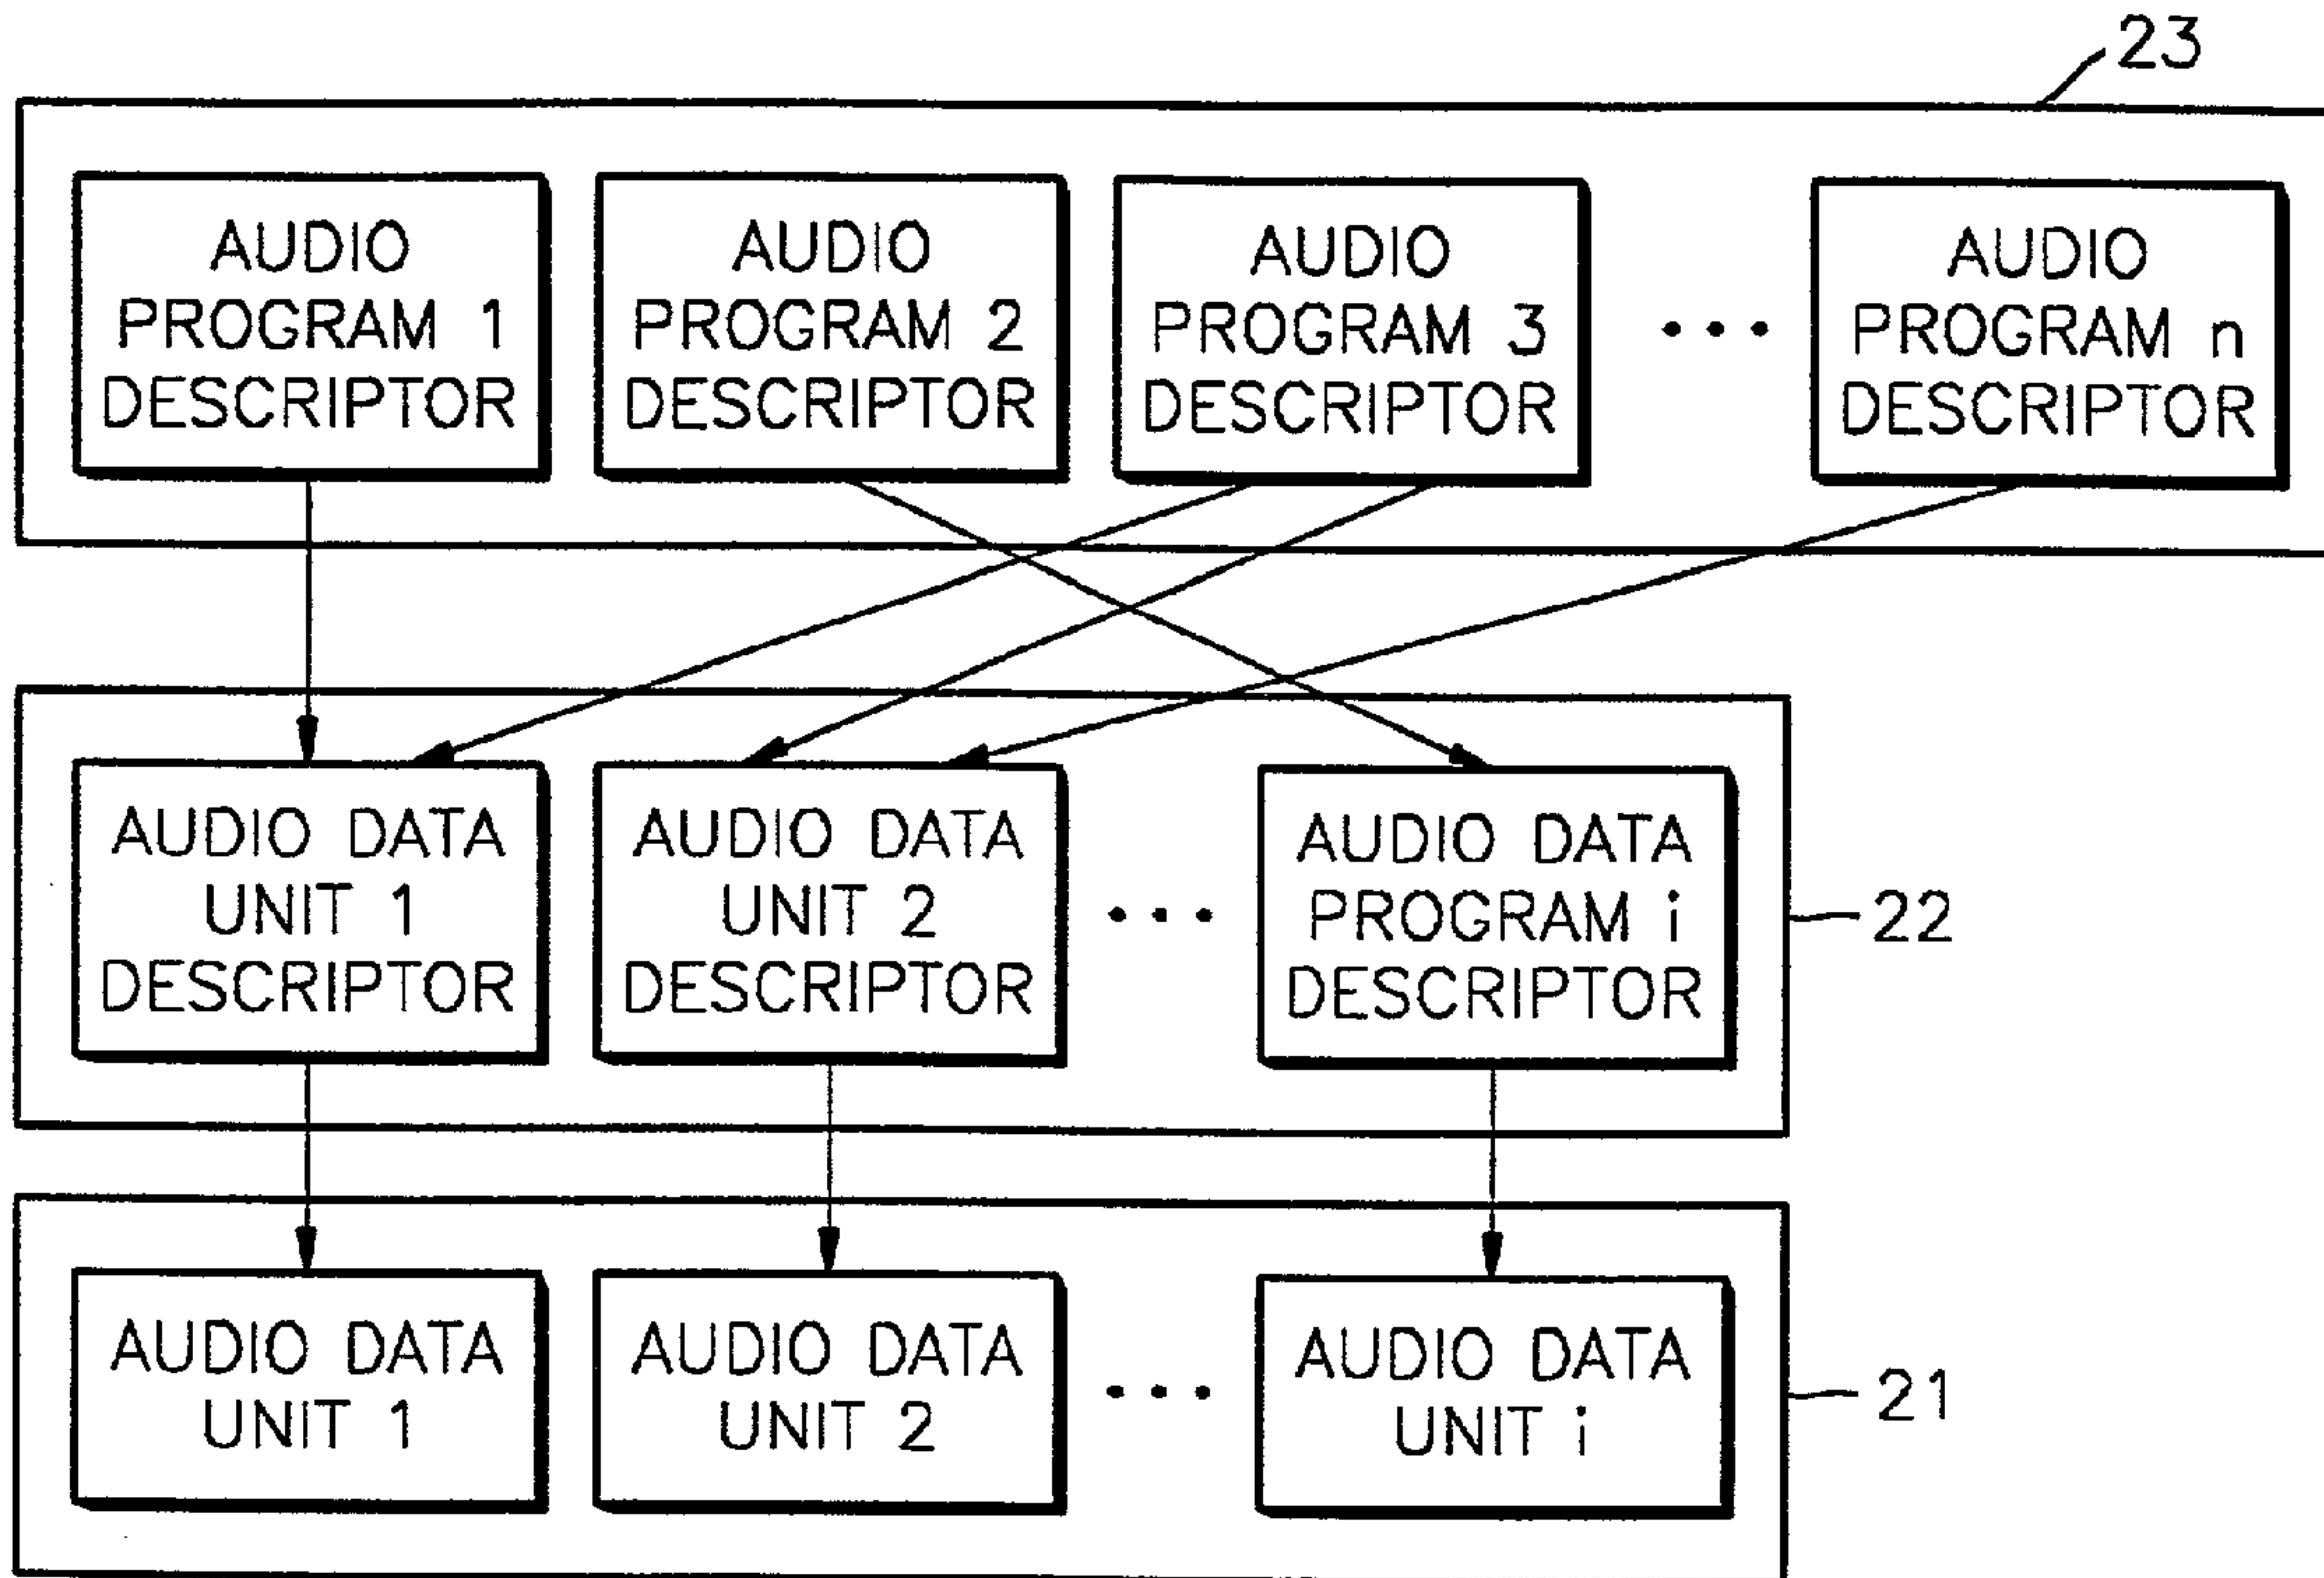 23
AUDIO
PROGRAM 1
DESCRIPTOR
AUDIO
PROGRAM 2
DESCRIPTOR
AUDIO
PROGRAM 3
DESCRIPTOR
...
AUDIO
PROGRAM n
DESCRIPTOR
AUDIO DATA
UNIT 1
DESCRIPTOR
AUDIO DATA
UNIT 2
DESCRIPTOR
...
AUDIO DATA
PROGRAM i
DESCRIPTOR
22
AUDIO DATA
UNIT 1
AUDIO DATA
UNIT 2
...
AUDIO DATA
UNIT i
21